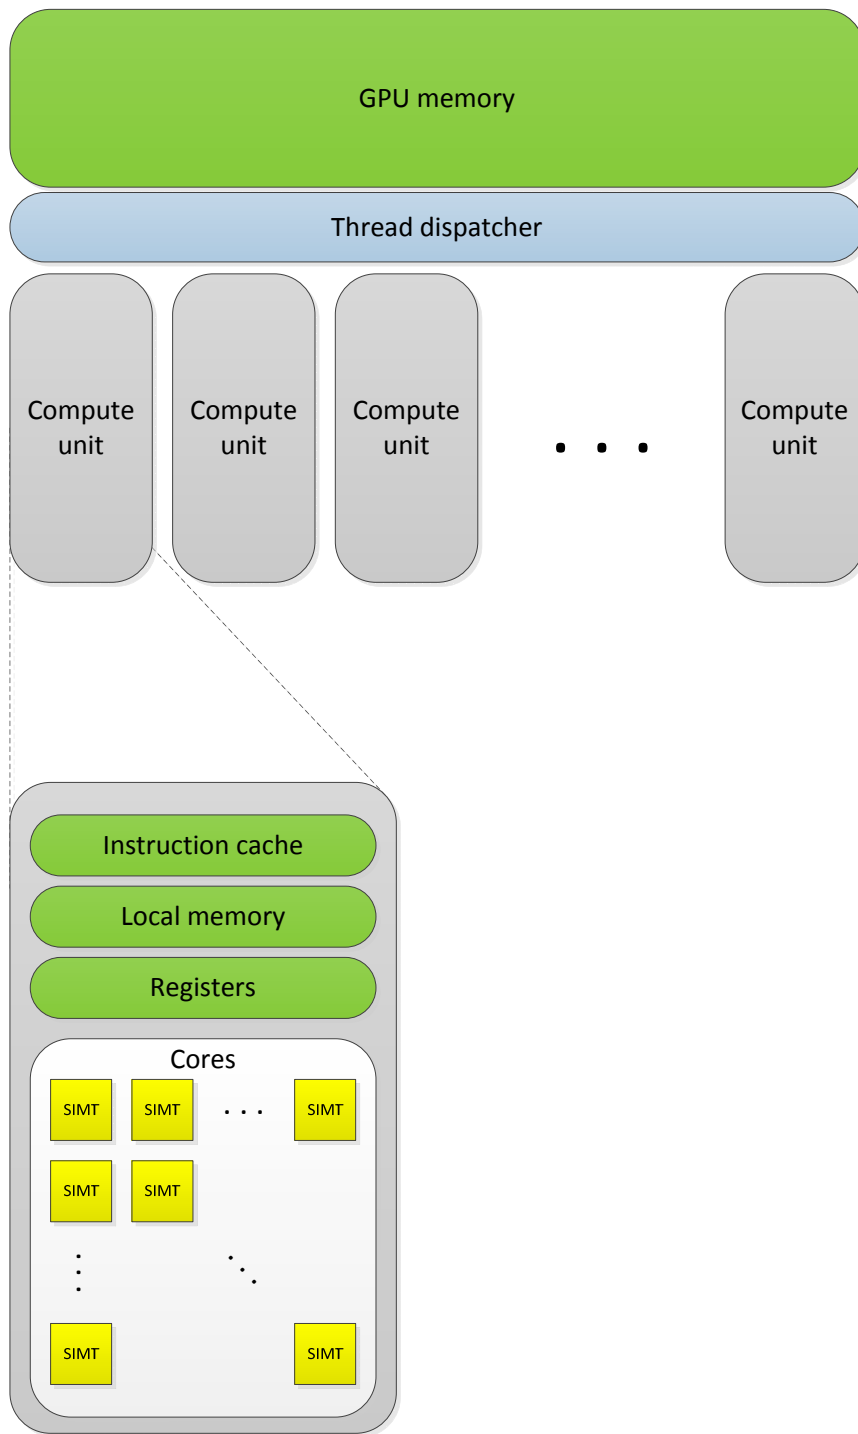 GPU memory
Thread dispatcher
Compute
unit
Compute
unit
Compute
unit
. . .
Compute
unit
Instruction cache
Local memory
Registers
Cores
SIMT
SIMT
. . .
SIMT
SIMT
SIMT
SIMT
SIMT